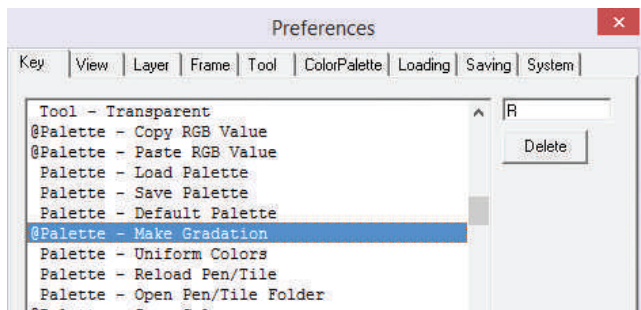 Preferences
Key View Layer Frame Tool ColorPalette Loading Saving System
Tool - Transparent
R
@Palette - Copy RGB Value
@Palette - Paste RGB Value
Delete
Palette - Load Palette
Palette - Save Palette
Palette - Default Palette
@Palette - Make Gradation
Palette - Uniform Colors
Palette - Reload Pen/Tile
Palette - Open Pen/Tile Folder